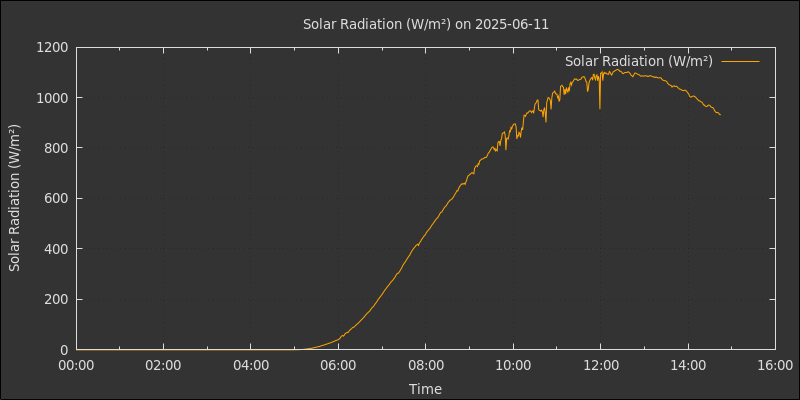 Solar Radiation (W/m²) on 2025-06-11
Solar Radiation (W/m²)
Solar Radiation (W/m²)
1200
1000
800
600
400
200
0
00:00 02:00 04:00 06:00 08:00 10:00 12:00 14:00 16:00
Time